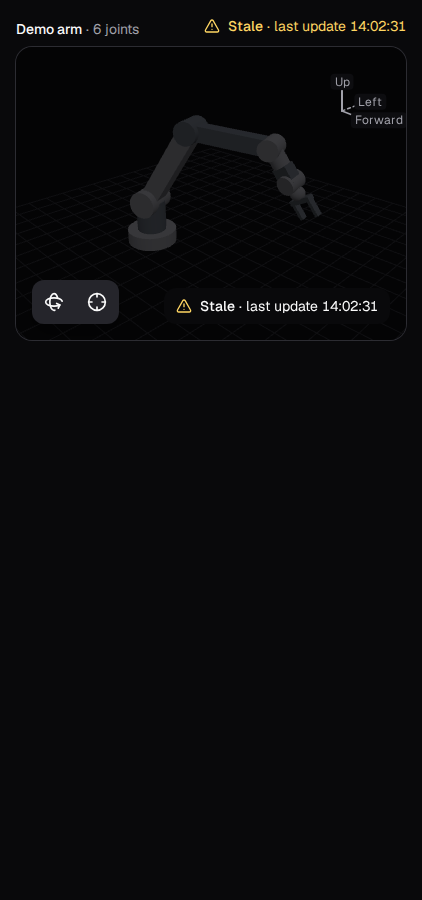 Demo arm · 6 joints
Stale · last update 14:02:31
Up
Left
Forward
Stale · last update 14:02:31